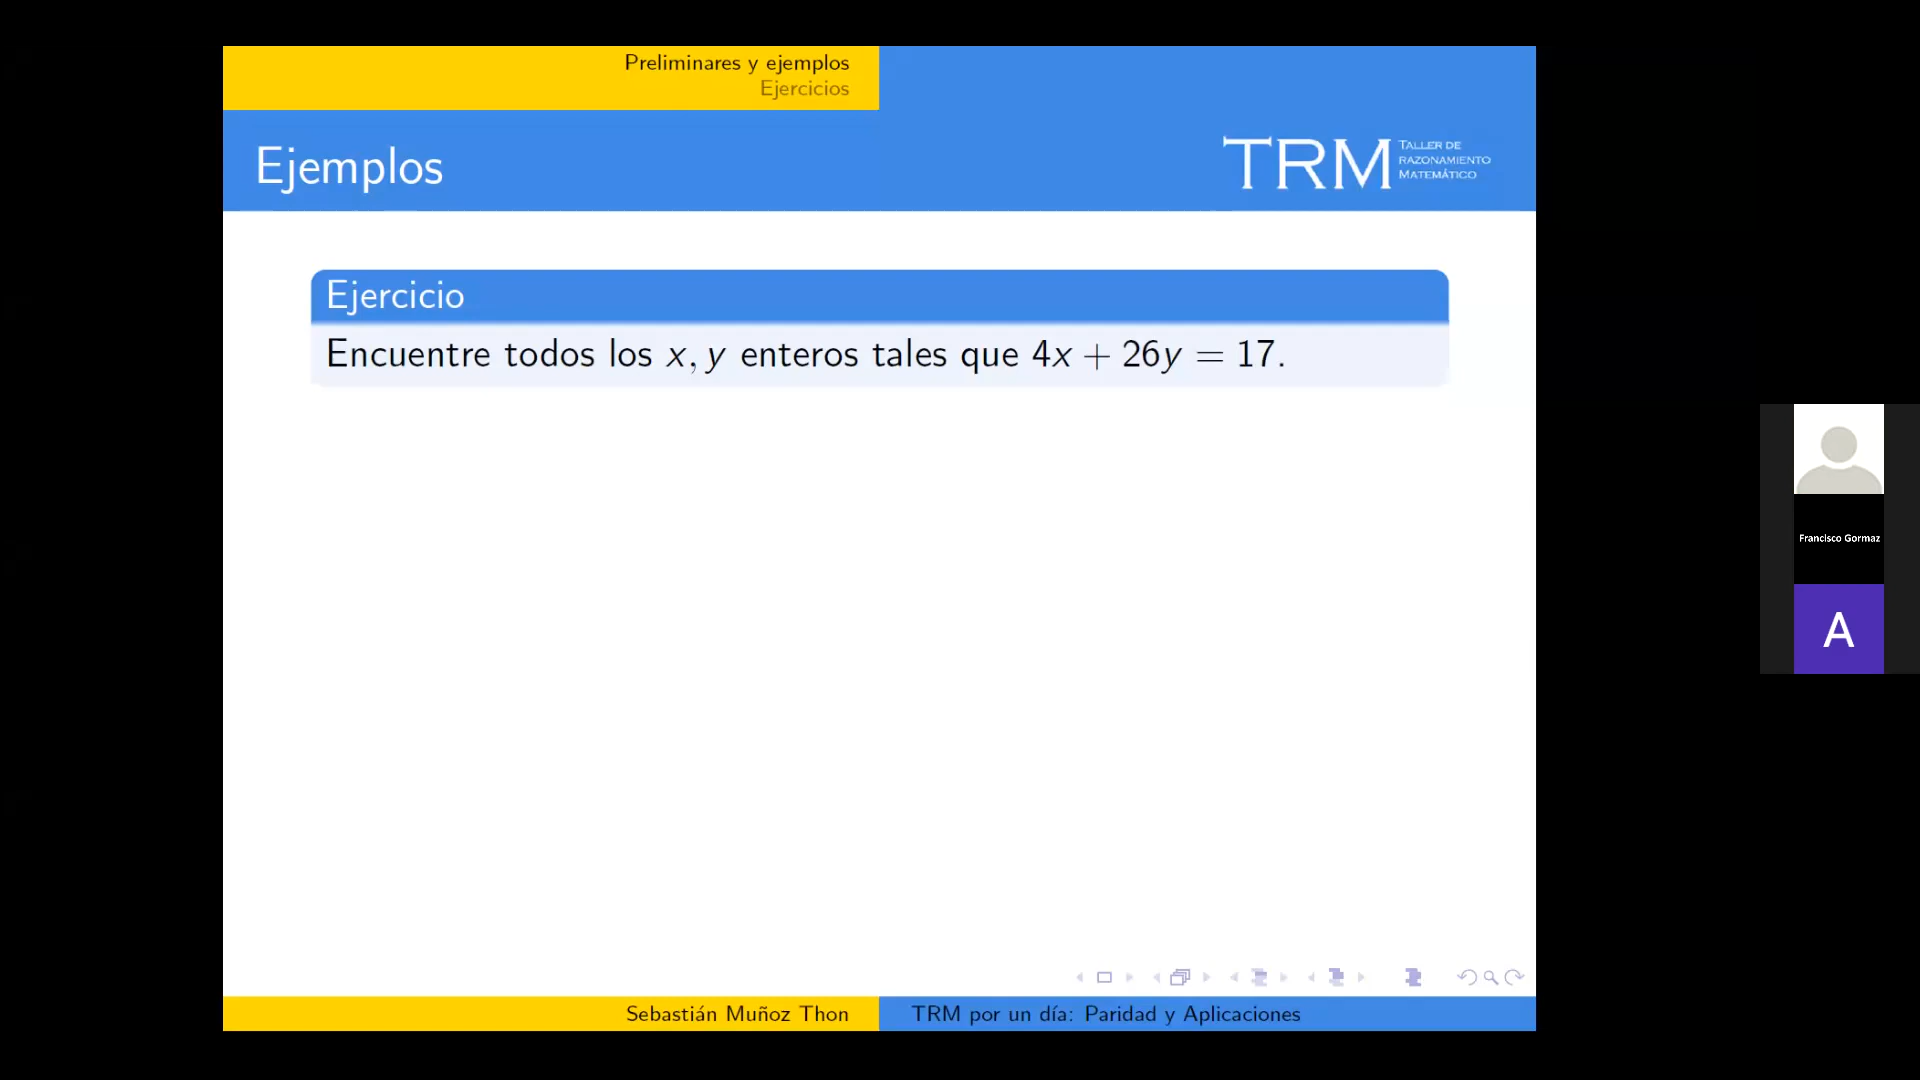 Preliminares y ejemplos
Ejercicios
Ejemplos
TRM
TALLER DE
RAZONAMIENTO
MATEMÁTICO
Ejercicio
Encuentre todos los x, y enteros tales que 4x + 26y = 17.
Francisco Gormaz
A
Sebastián Muñoz Thon
TRM por un día: Paridad y Aplicaciones